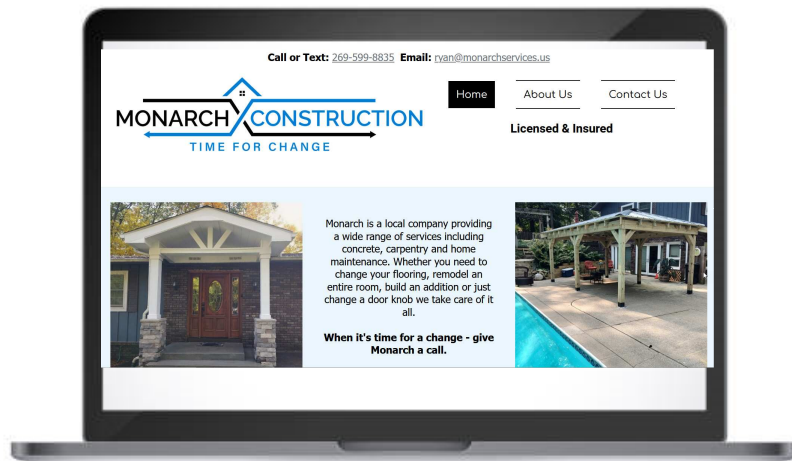 Call or Text: 269-599-8835 Email: ryan@monarchservices.us
Home
About Us
Contact Us
MONARCH CONSTRUCTION
TIME FOR CHANGE
Licensed & Insured
Monarch is a local company providing
a wide range of services including
concrete, carpentry and home
maintenance. Whether you need to
change your flooring, remodel an
entire room, build an addition or just
change a door knob we take care of it
all.
When it's time for a change - give
Monarch a call.